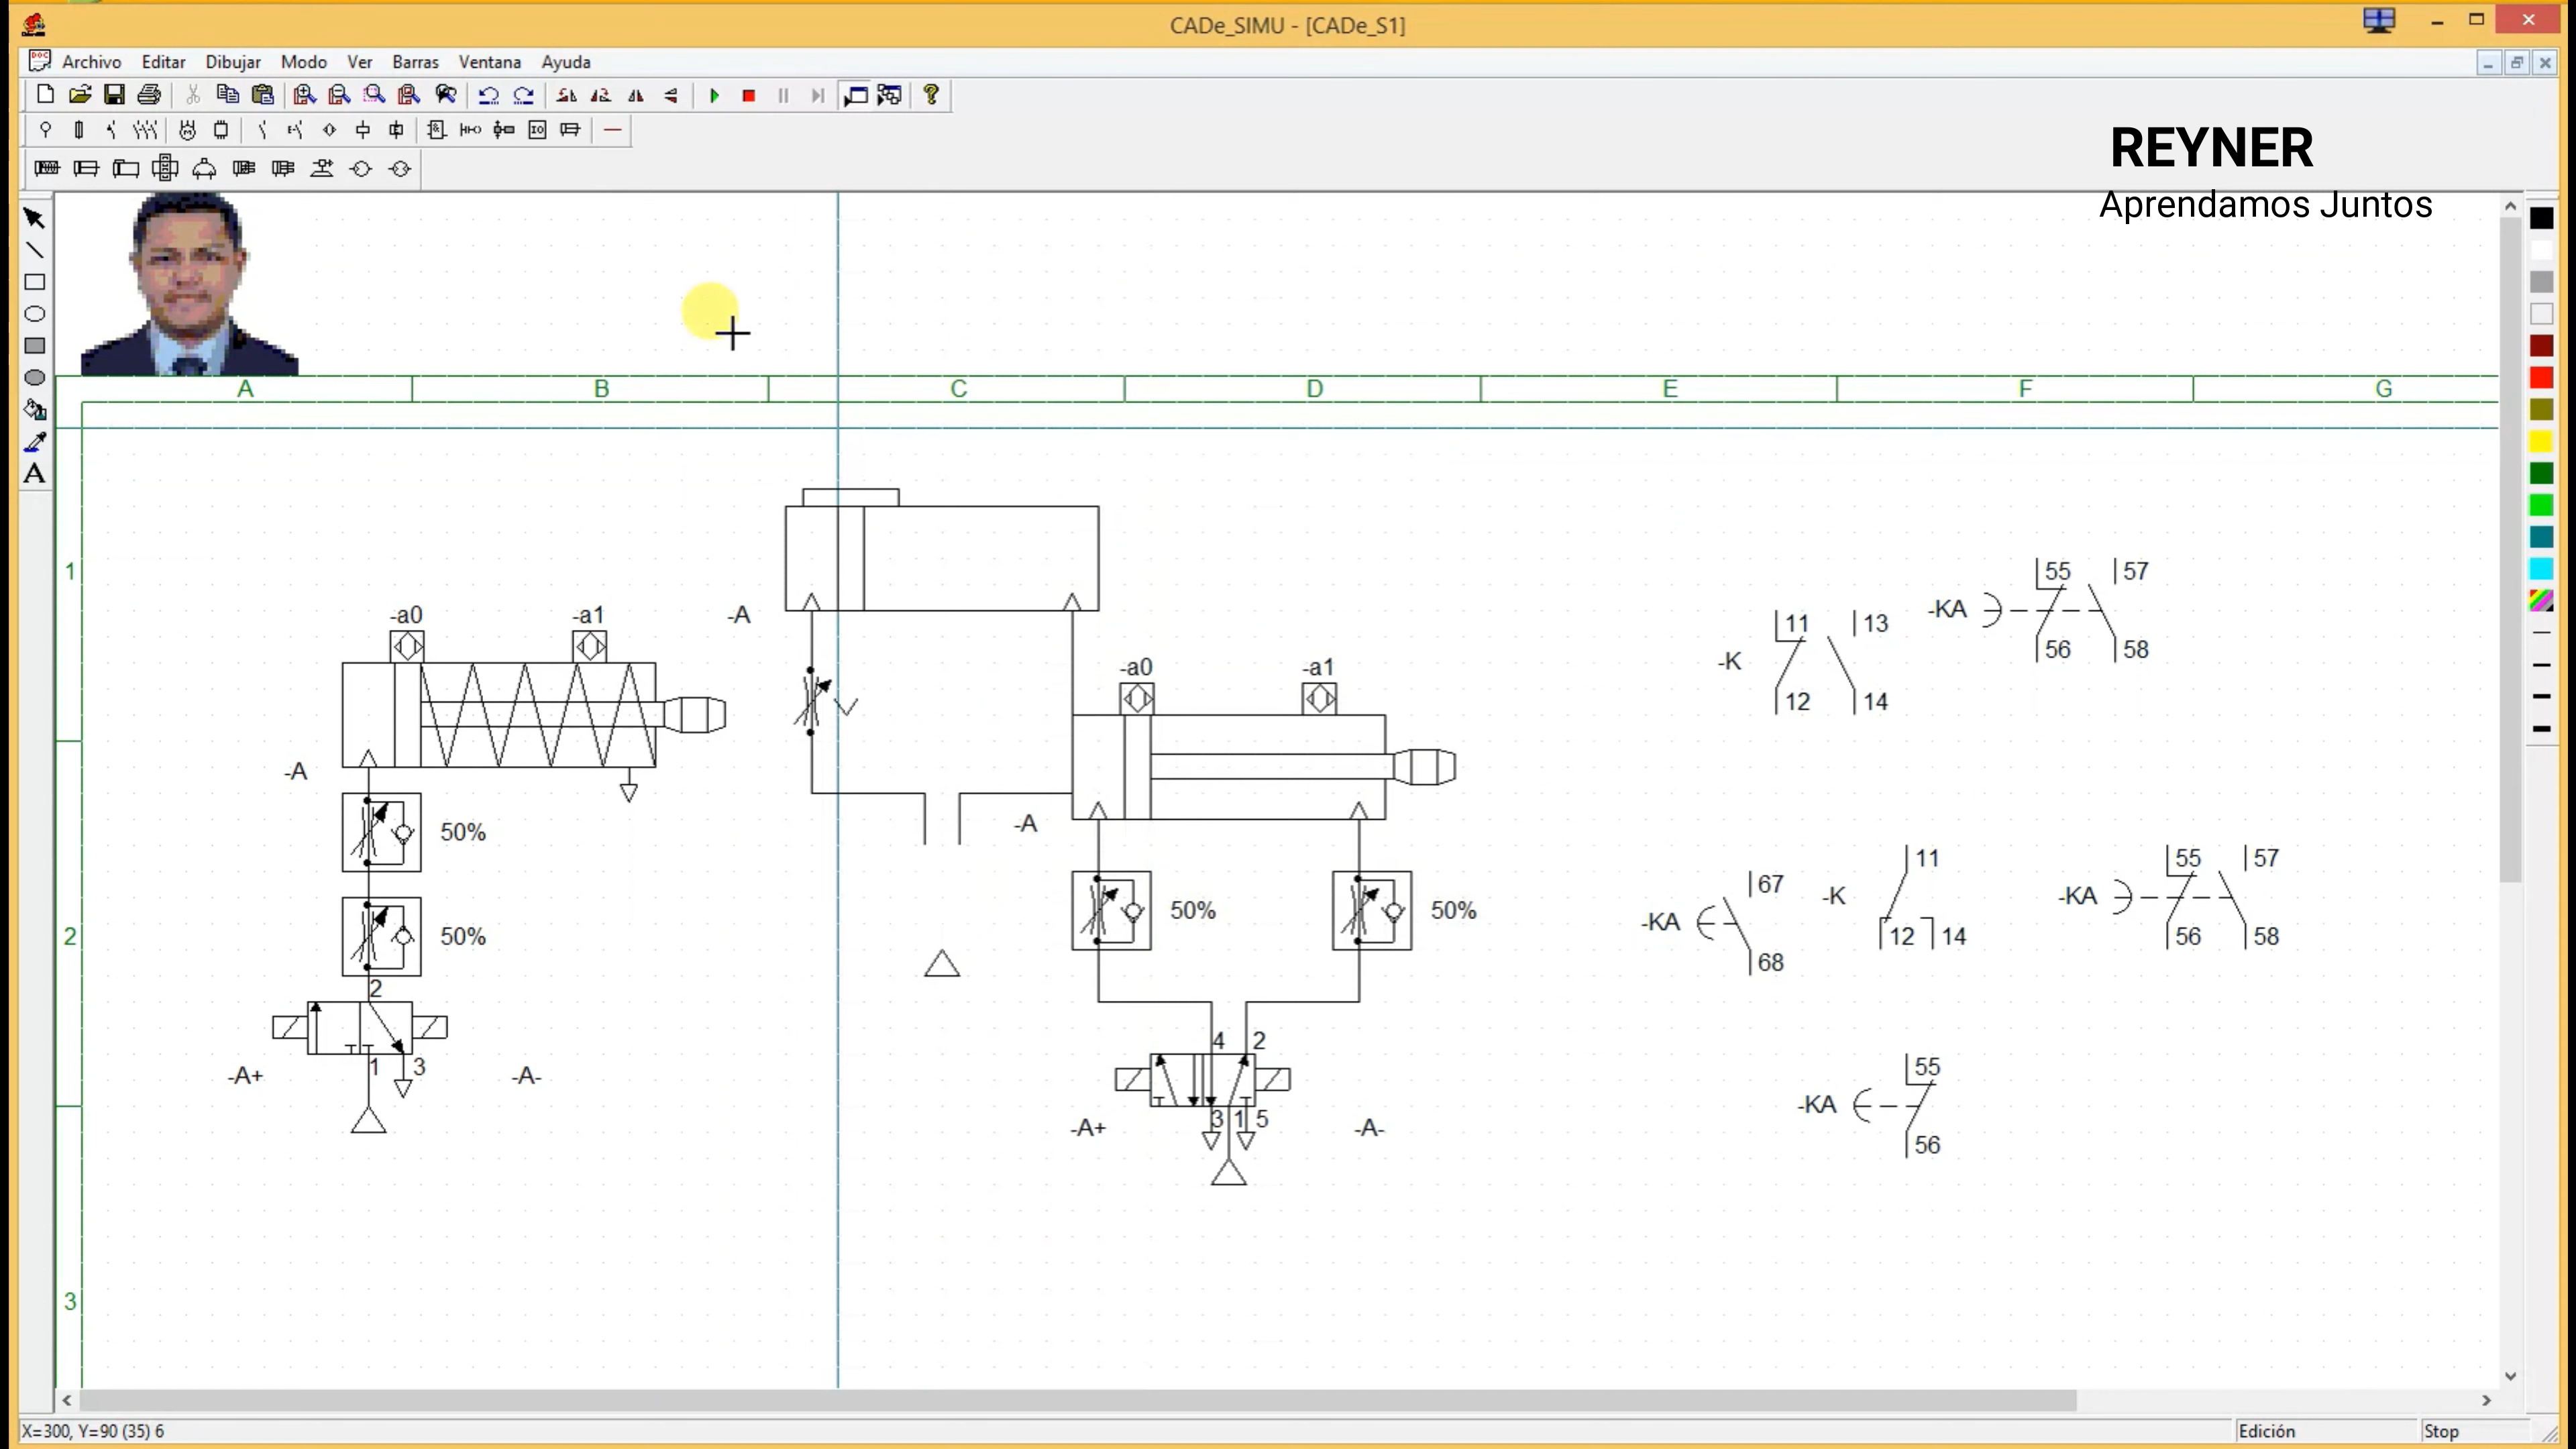 CADe_SIMU - [CADe_S1]
Archivo Editar Dibujar Modo Ver Barras Ventana Ayuda
REYNER
Aprendamos Juntos
A B C D E F G
1
2
3
-a0 -a1
-A
50%
50%
2
1 3
-A+ -A-
-A
-a0 -a1
-A
50% 50%
4 2
3 1 5
-A+ -A-
-K 11 13
12 14
-KA 55 57
56 58
-KA 67
68
-K 11
12 14
-KA 55 57
56 58
-KA 55
56
X=300, Y=90 (35) 6
Edición Stop